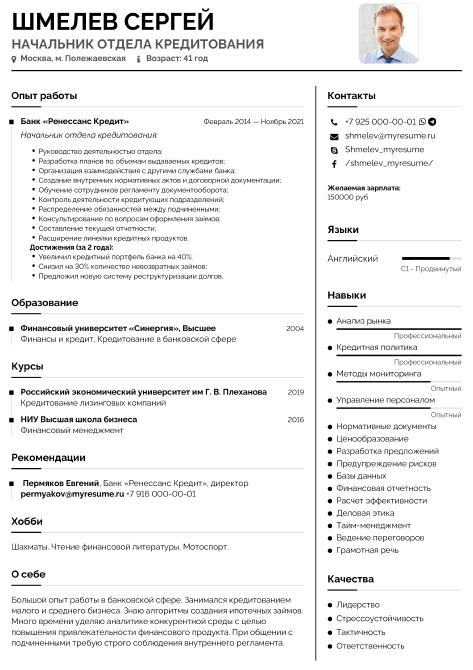 ШМЕЛЕВ СЕРГЕЙ
НАЧАЛЬНИК ОТДЕЛА КРЕДИТОВАНИЯ
Москва, м. Полежаевская Возраст: 41 год
Опыт работы
Банк «Ренессанс Кредит» Февраль 2014 — Ноябрь 2021
Начальник отдела кредитования:
Руководство деятельностью отдела;
Разработка планов по объемам выдаваемых кредитов;
Организация взаимодействия с другими службами банка;
Создание внутренних нормативных актов и договорной документации;
Обучение сотрудников регламенту документооборота;
Контроль деятельности кредитующих подразделений;
Распределение обязанностей между подчиненными;
Консультирование по вопросам оформления займов;
Составление текущей отчетности;
Расширение линейки кредитных продуктов.
Достижения (за 2 года):
Увеличил кредитный портфель банка на 40%;
Снизил на 30% количество невозвратных займов;
Предложил новую систему реструктуризации долгов.
Образование
Финансовый университет «Синергия», Высшее 2004
Финансы и кредит, Кредитование в банковской сфере
Курсы
Российский экономический университет им Г. В. Плеханова 2019
Кредитование лизинговых компаний
НИУ Высшая школа бизнеса 2016
Финансовый менеджмент
Рекомендации
Пермяков Евгений, Банк «Ренессанс Кредит», директор
permyakov@myresume.ru +7 916 000-00-01
Хобби
Шахматы. Чтение финансовой литературы. Мотоспорт.
О себе
Большой опыт работы в банковской сфере. Занимался кредитованием
малого и среднего бизнеса. Знаю алгоритмы создания ипотечных займов.
Много времени уделяю аналитике конкурентной среды с целью
повышения привлекательности финансового продукта. При общении с
подчиненными требую строго соблюдения внутреннего регламента.
Контакты
+7 925 000-00-01
shmelev@myresume.ru
Shmelev_myresume
/shmelev_myresume/
Желаемая зарплата:
150000 руб
Языки
Английский
C1 - Продвинутый
Навыки
Анализ рынка
Профессиональный
Кредитная политика
Профессиональный
Методы мониторинга
Опытный
Управление персоналом
Опытный
Нормативные документы
Ценообразование
Разработка предложений
Предупреждение рисков
Базы данных
Финансовая отчетность
Расчет эффективности
Деловая этика
Тайм-менеджмент
Ведение переговоров
Грамотная речь
Качества
Лидерство
Стрессоустойчивость
Тактичность
Ответственность